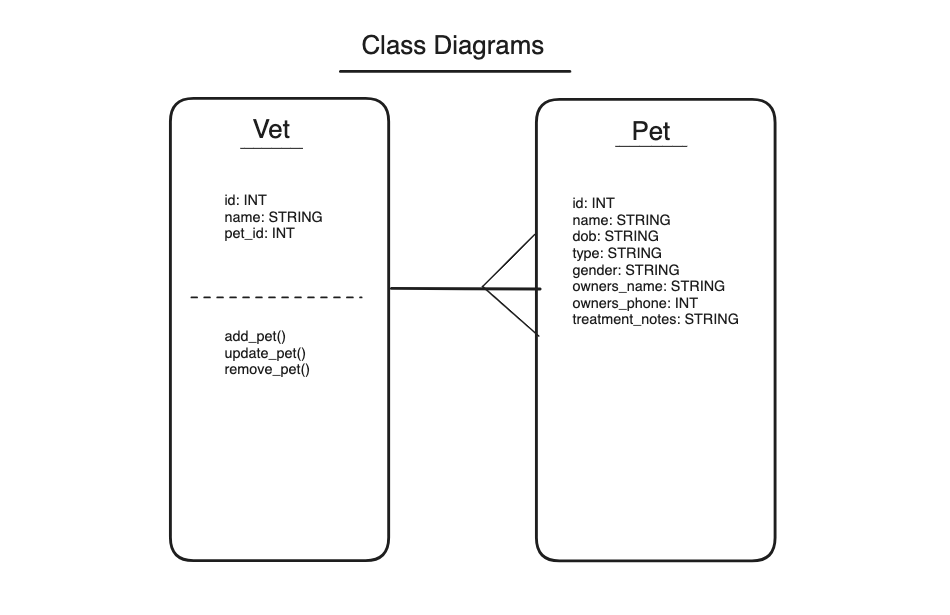 Class Diagrams
Vet
id: INT
name: STRING
pet_id: INT
add_pet()
update_pet()
remove_pet()
Pet
id: INT
name: STRING
dob: STRING
type: STRING
gender: STRING
owners_name: STRING
owners_phone: INT
treatment_notes: STRING